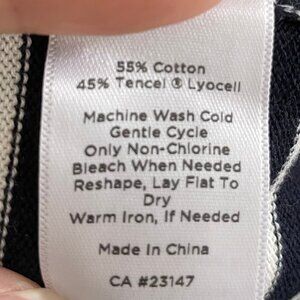 55% Cotton
45% Tencel ® Lyocell
Machine Wash Cold
Gentle Cycle
Only Non-Chlorine
Bleach When Needed
Reshape, Lay Flat To
Dry
Warm Iron, If Needed
Made In China
CA #23147